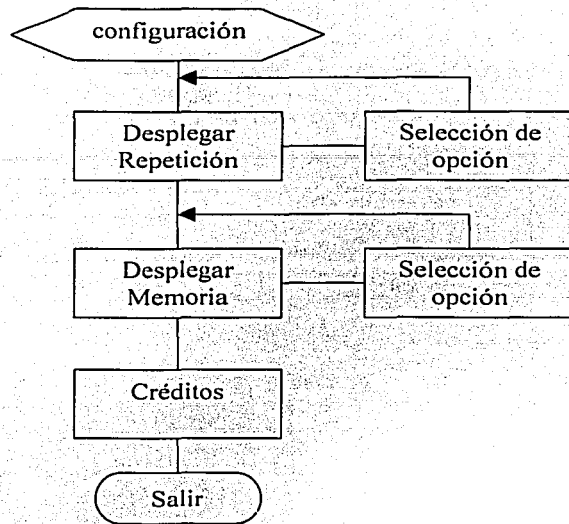 configuración
Desplegar
Repetición
Selección de
opción
Desplegar
Memoria
Selección de
opción
Créditos
Salir